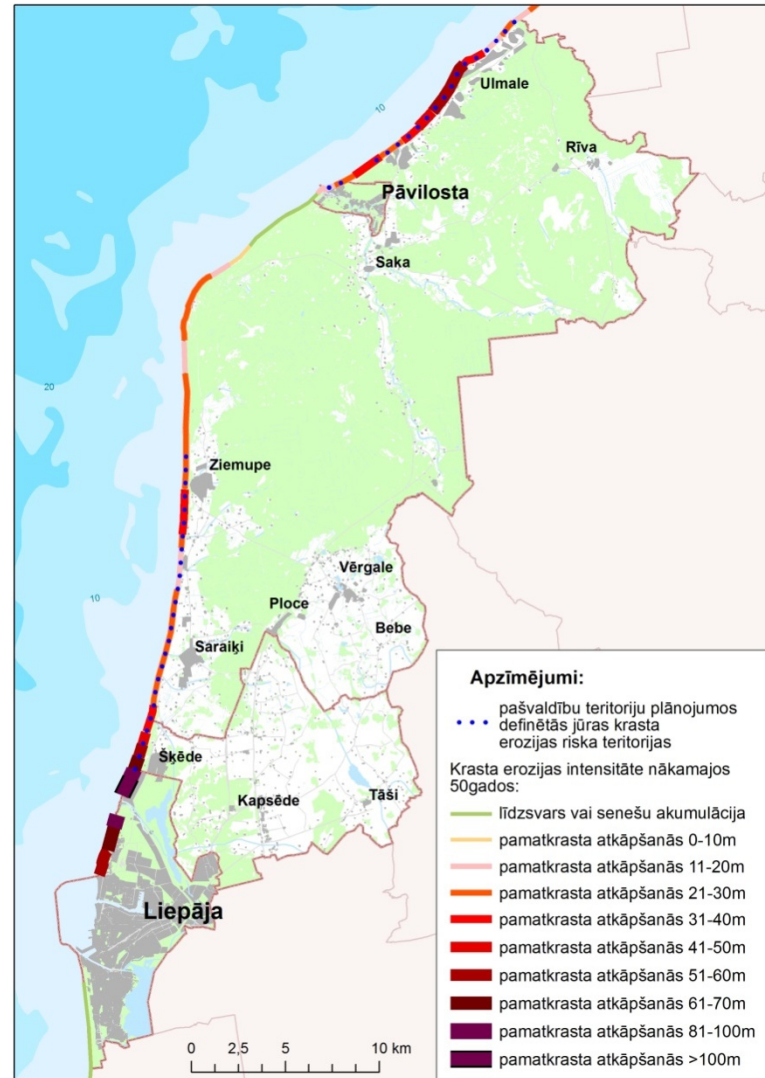 10
Ulmale
Rīva
Pāvilosta
Saka
20
Ziemupe
Vērgale
10
Ploce
Bebe
Saraiķi
Šķēde
Kapsēde
Tāši
Liepāja
0 2,5 5 10 km
Apzīmējumi:
pašvaldību teritoriju plānojumos
definētās jūras krasta
erozijas riska teritorijas
Krasta erozijas intensitāte nākamajos
50gados:
līdzsvars vai senešu akumulācija
pamatkrasta atkāpšanās 0-10m
pamatkrasta atkāpšanās 11-20m
pamatkrasta atkāpšanās 21-30m
pamatkrasta atkāpšanās 31-40m
pamatkrasta atkāpšanās 41-50m
pamatkrasta atkāpšanās 51-60m
pamatkrasta atkāpšanās 61-70m
pamatkrasta atkāpšanās 81-100m
pamatkrasta atkāpšanās >100m